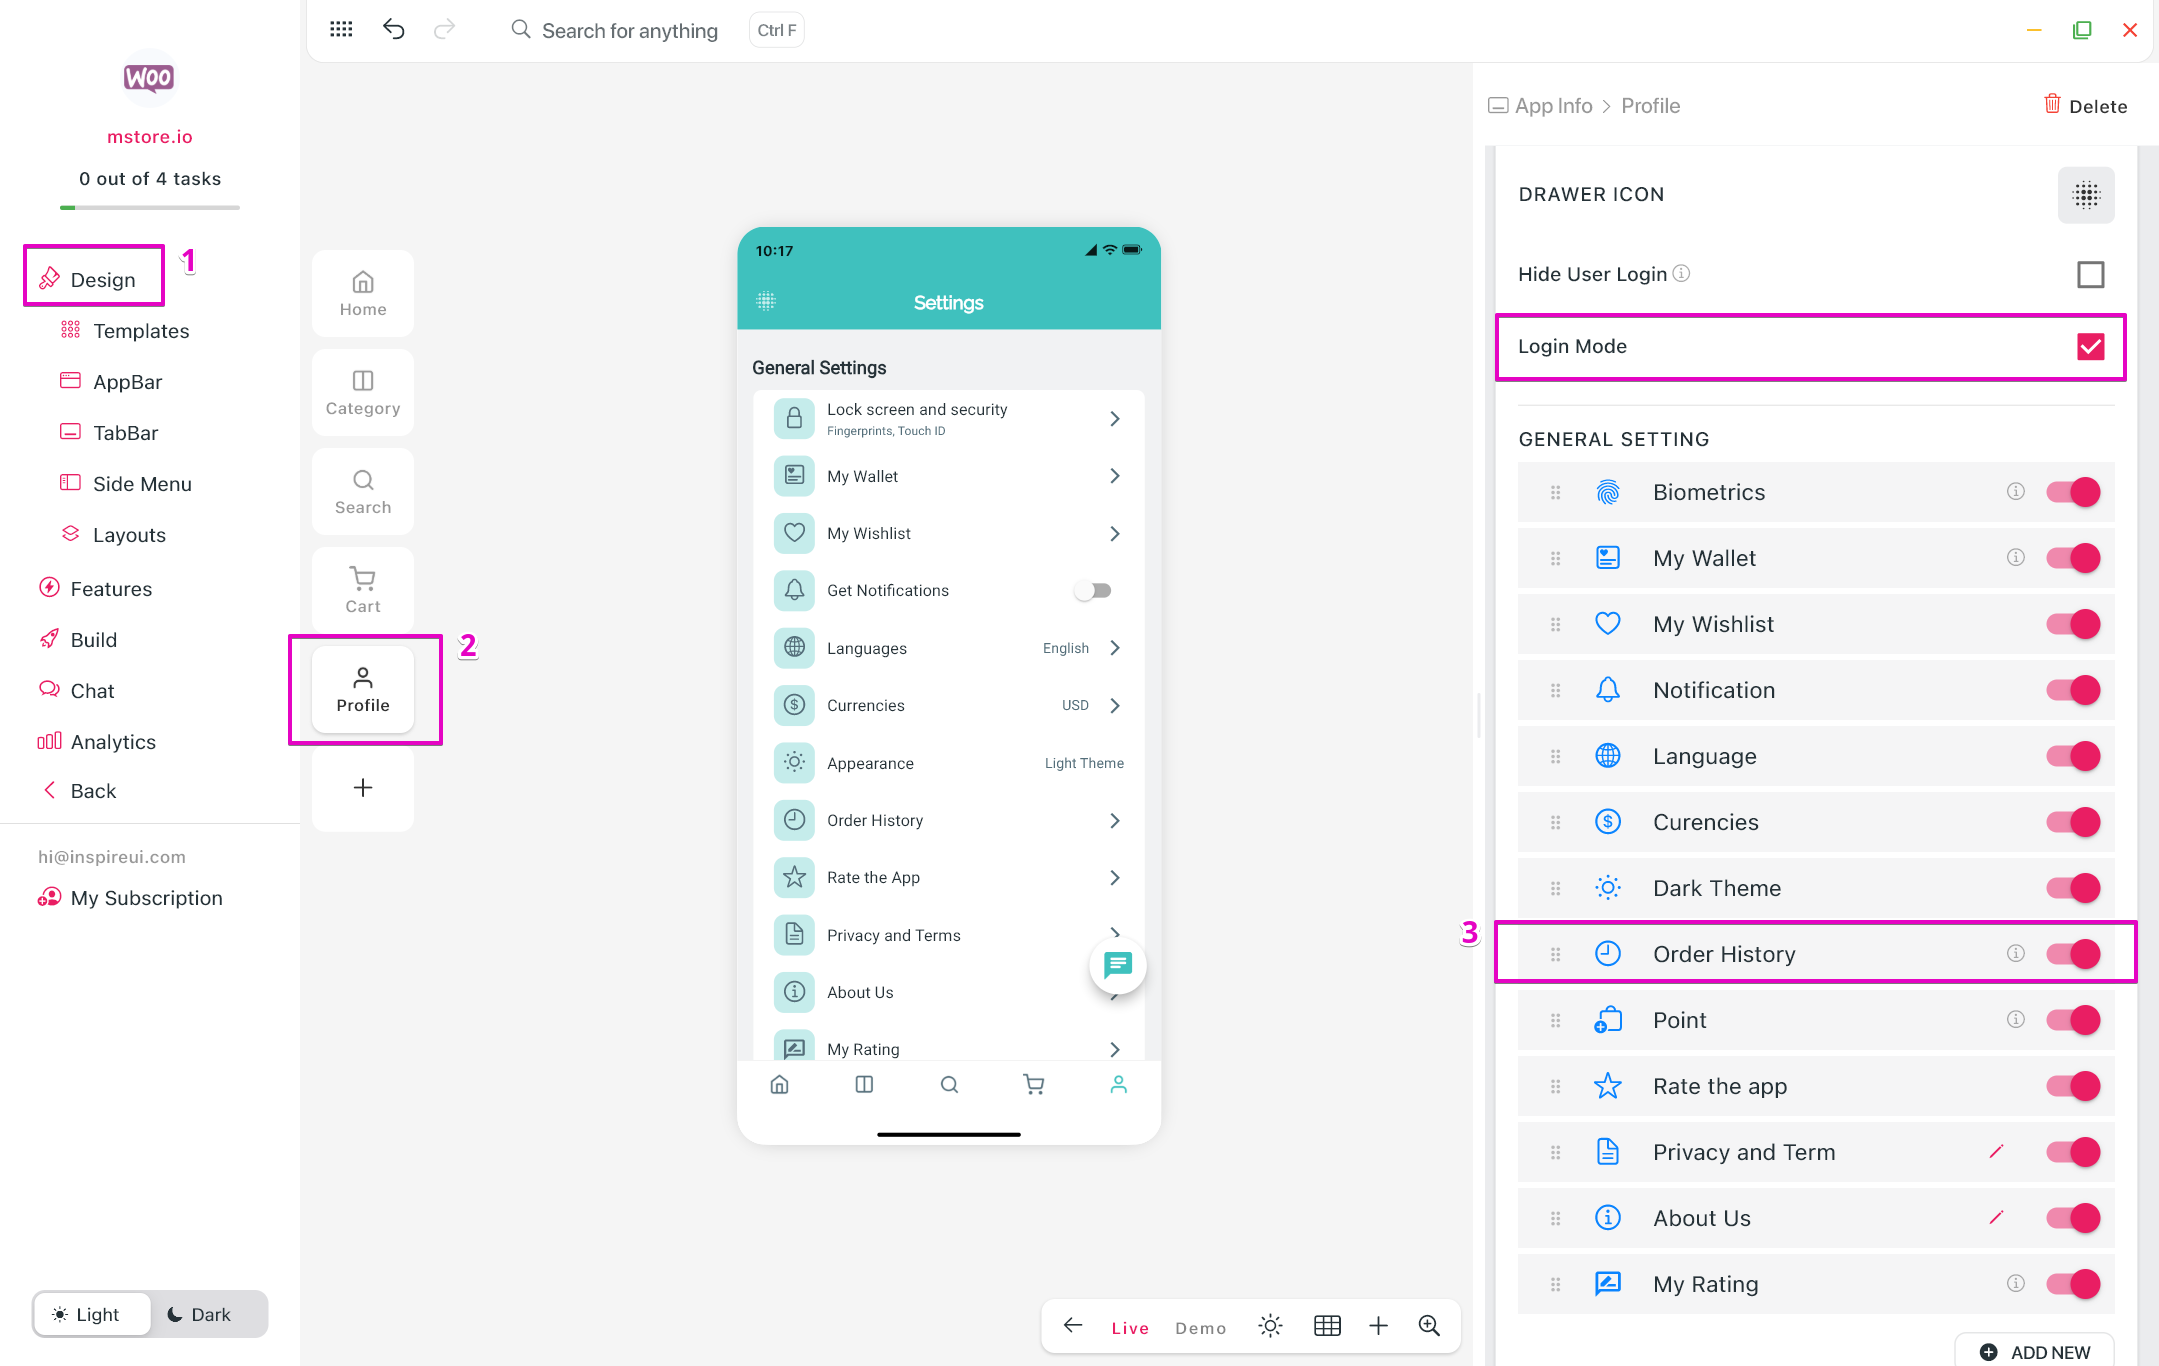 Search for anything
Ctrl F
WOO
mstore.io
0 out of 4 tasks
1
Design
Templates
AppBar
TabBar
Side Menu
Layouts
Features
Build
Chat
Analytics
Back
hi@inspireui.com
My Subscription
Light
Dark
Home
Category
Search
Cart
2
Profile
10:17
Settings
General Settings
Lock screen and security
Fingerprints, Touch ID
My Wallet
My Wishlist
Get Notifications
Languages English
Currencies USD
Appearance Light Theme
Order History
Rate the App
Privacy and Terms
About Us
My Rating
Live Demo
App Info > Profile
Delete
DRAWER ICON
Hide User Login
Login Mode
GENERAL SETTING
Biometrics
My Wallet
My Wishlist
Notification
Language
Curencies
Dark Theme
3
Order History
Point
Rate the app
Privacy and Term
About Us
My Rating
ADD NEW